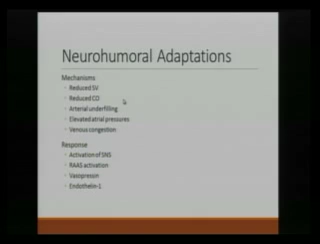 Neurohumoral Adaptations
Mechanisms
◦ Reduced SV
◦ Reduced CO
◦ Arterial underfilling
◦ Elevated atrial pressures
◦ Venous congestion
Response
◦ Activation of SNS
◦ RAAS activation
◦ Vasopressin
◦ Endothelin-1